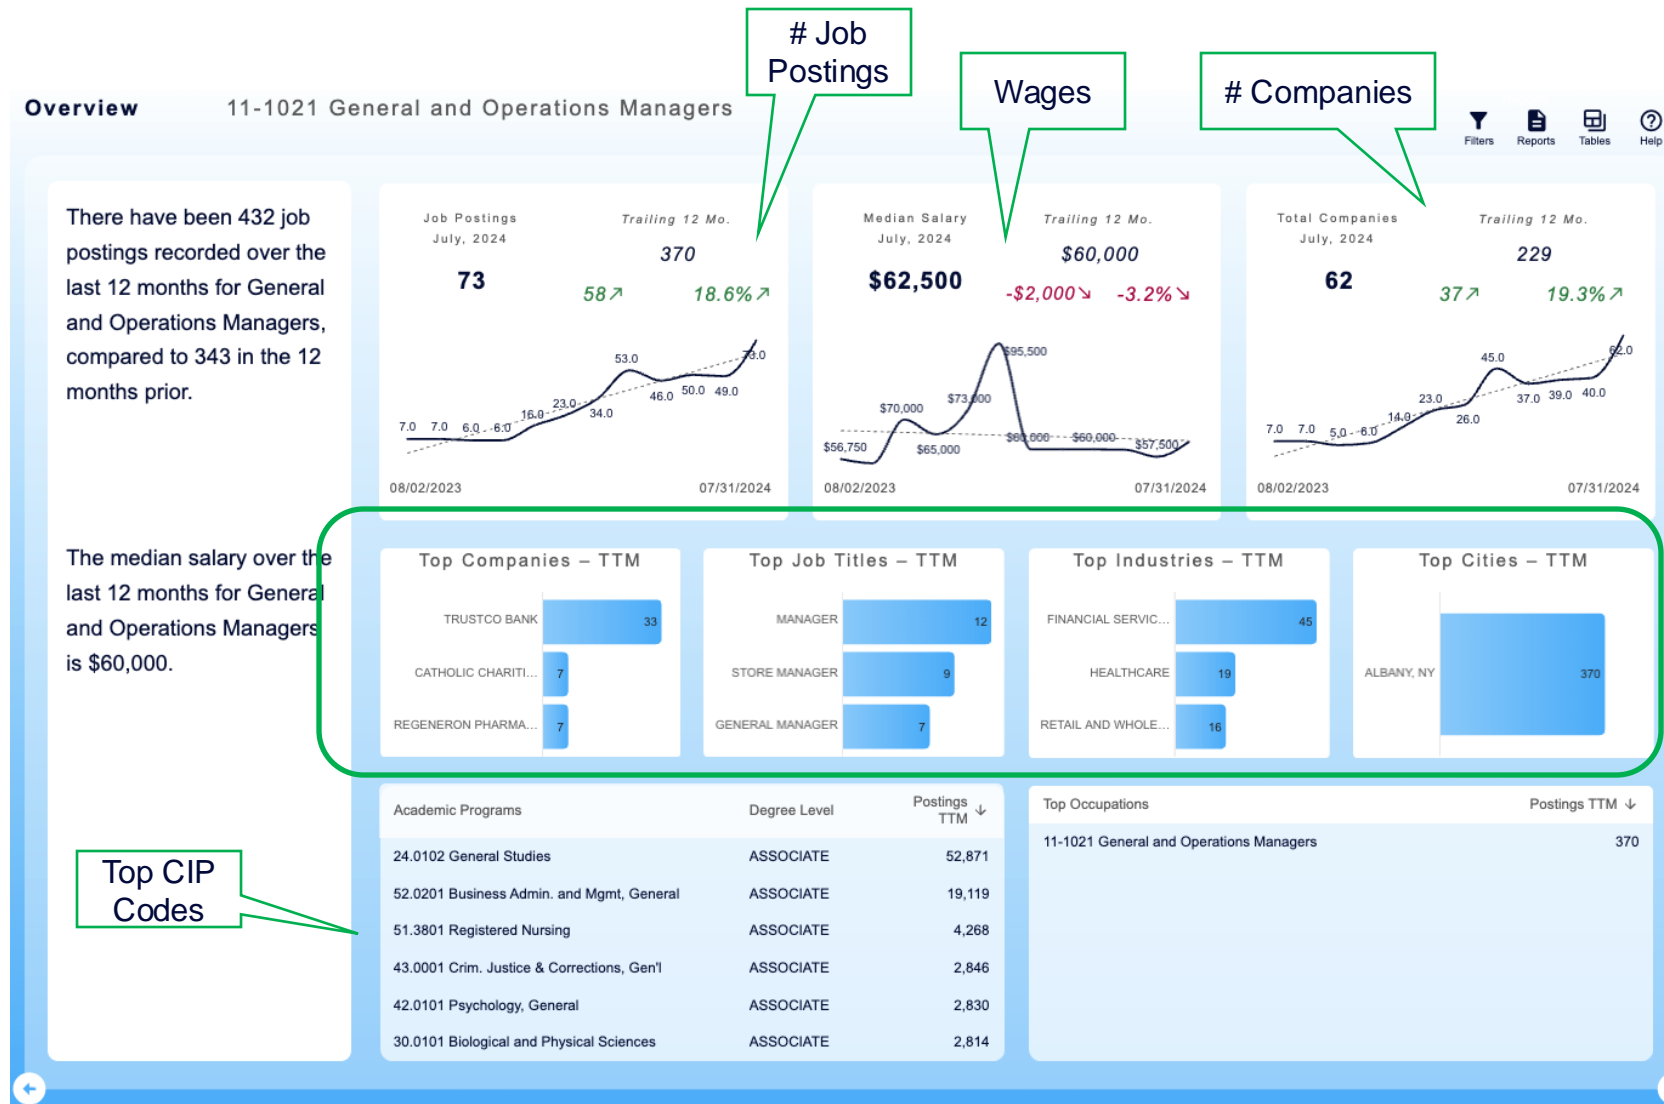 # Job
Postings
Wages
# Companies
Overview
11-1021 General and Operations Managers
Filters
Reports
Tables
Help
There have been 432 job
postings recorded over the
last 12 months for General
and Operations Managers,
compared to 343 in the 12
months prior.
The median salary over the
last 12 months for General
and Operations Managers
is $60,000.
Job Postings
July, 2024
73
Trailing 12 Mo.
370
58↗ 18.6%↗
7.0 7.0 6.0 6.0 16.0 23.0 34.0 53.0 46.0 50.0 49.0 73.0
08/02/2023 07/31/2024
Median Salary
July, 2024
$62,500
Trailing 12 Mo.
$60,000
-$2,000↘ -3.2%↘
$56,750 $70,000 $65,000 $73,000 $95,500 $60,000 $60,000 $57,500
08/02/2023 07/31/2024
Total Companies
July, 2024
62
Trailing 12 Mo.
229
37↗ 19.3%↗
7.0 7.0 5.0 6.0 14.0 23.0 26.0 45.0 37.0 39.0 40.0 62.0
08/02/2023 07/31/2024
Top Companies – TTM
TRUSTCO BANK 33
CATHOLIC CHARITI... 7
REGENERON PHARMA... 7
Top Job Titles – TTM
MANAGER 12
STORE MANAGER 9
GENERAL MANAGER 7
Top Industries – TTM
FINANCIAL SERVIC... 45
HEALTHCARE 19
RETAIL AND WHOLE... 16
Top Cities – TTM
ALBANY, NY 370
Top CIP
Codes
Academic Programs Degree Level Postings TTM ↓
24.0102 General Studies ASSOCIATE 52,871
52.0201 Business Admin. and Mgmt, General ASSOCIATE 19,119
51.3801 Registered Nursing ASSOCIATE 4,268
43.0001 Crim. Justice & Corrections, Gen'l ASSOCIATE 2,846
42.0101 Psychology, General ASSOCIATE 2,830
30.0101 Biological and Physical Sciences ASSOCIATE 2,814
Top Occupations Postings TTM ↓
11-1021 General and Operations Managers 370